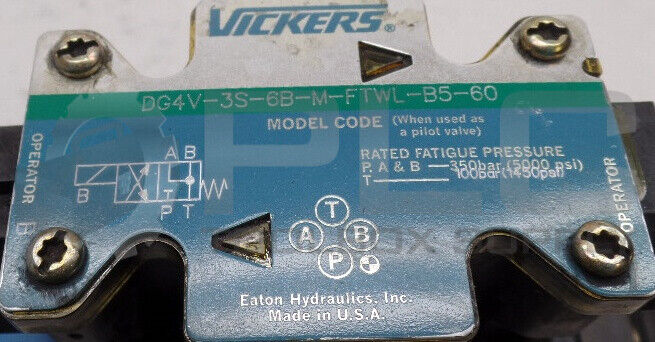 VICKERS®
DG4V-3S-6B-M-FTWL-B5-60
MODEL CODE (When used as
a pilot valve)
RATED FATIGUE PRESSURE
P, A & B — 350bar (5000 psi)
T — 100bar (1450psi)
OPERATOR B
A B
B
P T
OPERATOR
T
A B
P
Eaton Hydraulics, Inc.
Made in U.S.A.
PLC